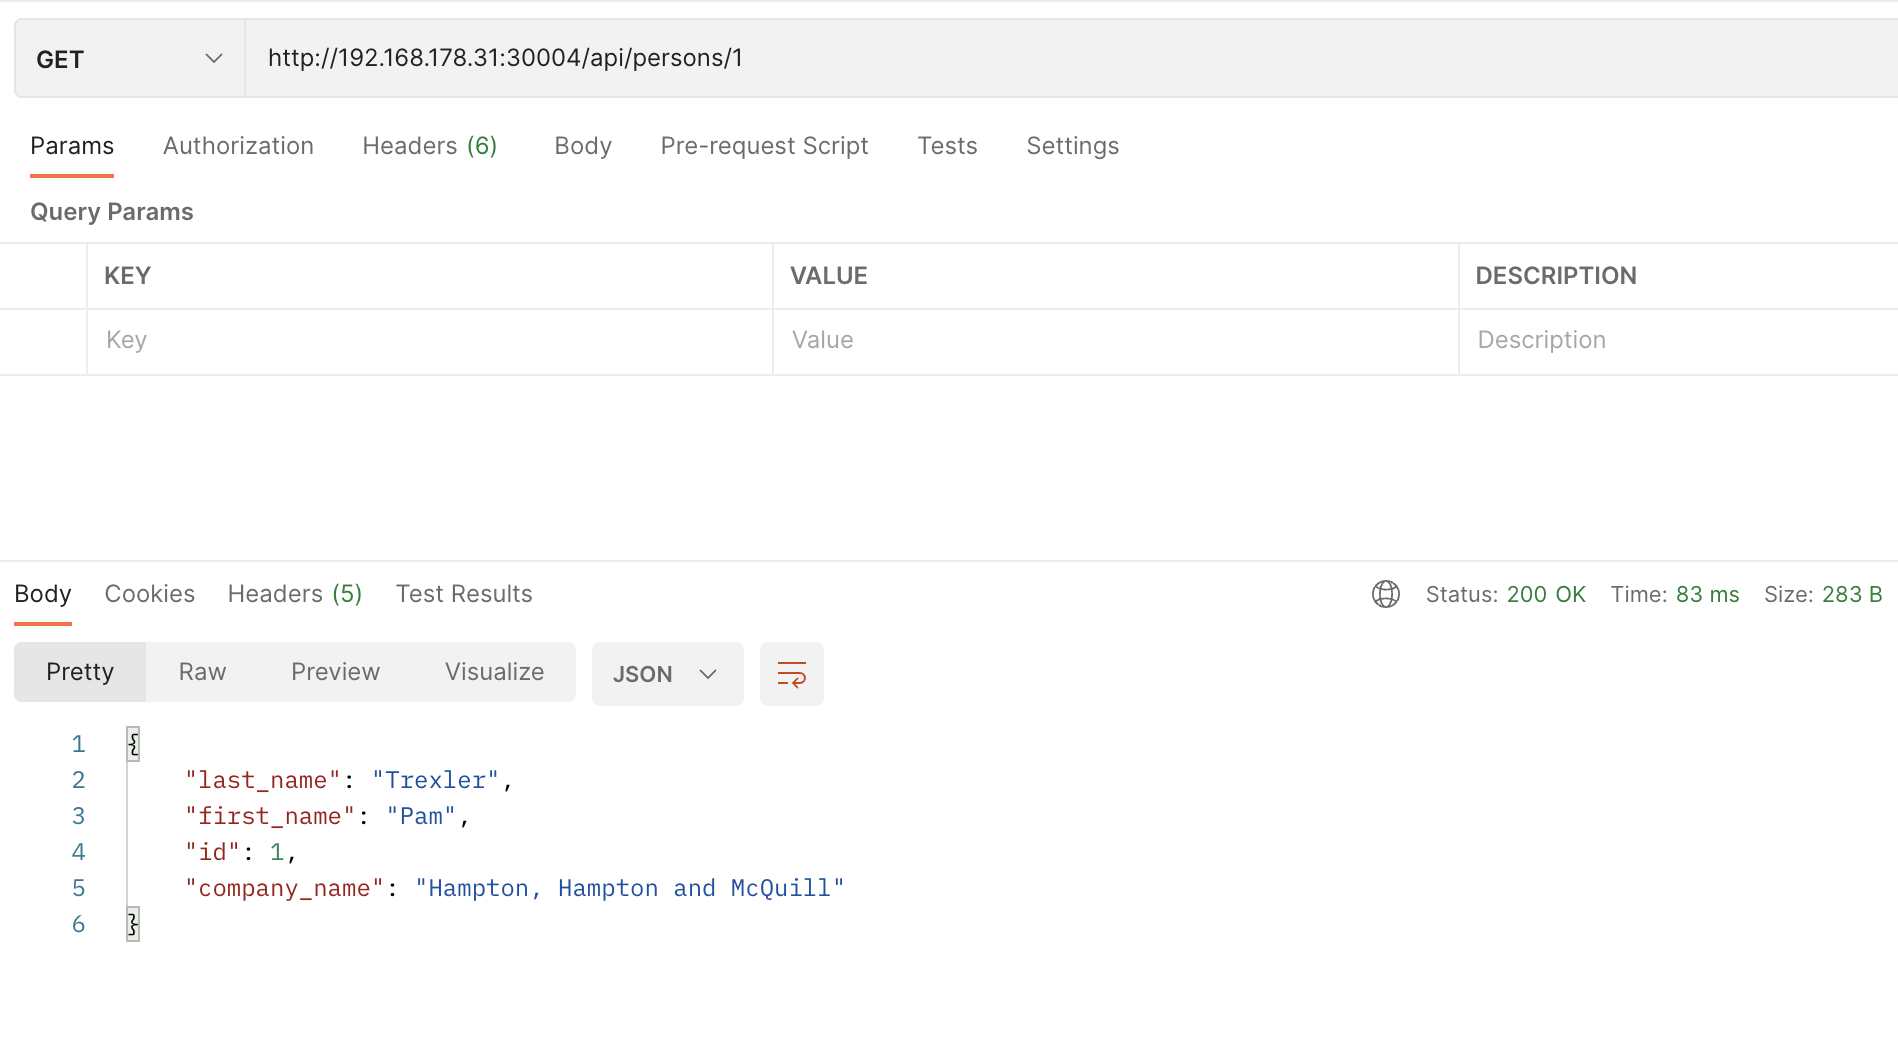 GET http://192.168.178.31:30004/api/persons/1
Params Authorization Headers (6) Body Pre-request Script Tests Settings
Query Params
KEY VALUE DESCRIPTION
Key Value Description
Body Cookies Headers (5) Test Results Status: 200 OK Time: 83 ms Size: 283 B
Pretty Raw Preview Visualize JSON
1 {
2 "last_name": "Trexler",
3 "first_name": "Pam",
4 "id": 1,
5 "company_name": "Hampton, Hampton and McQuill"
6 }